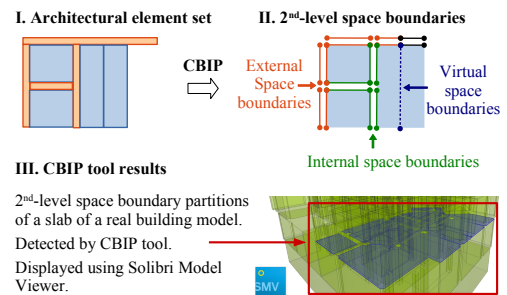 I. Architectural element set
II. 2nd-level space boundaries
CBIP
External
Space
boundaries
Virtual
space
boundaries
Internal space boundaries
III. CBIP tool results
2nd-level space boundary partitions
of a slab of a real building model.
Detected by CBIP tool.
Displayed using Solibri Model
Viewer.
SMV